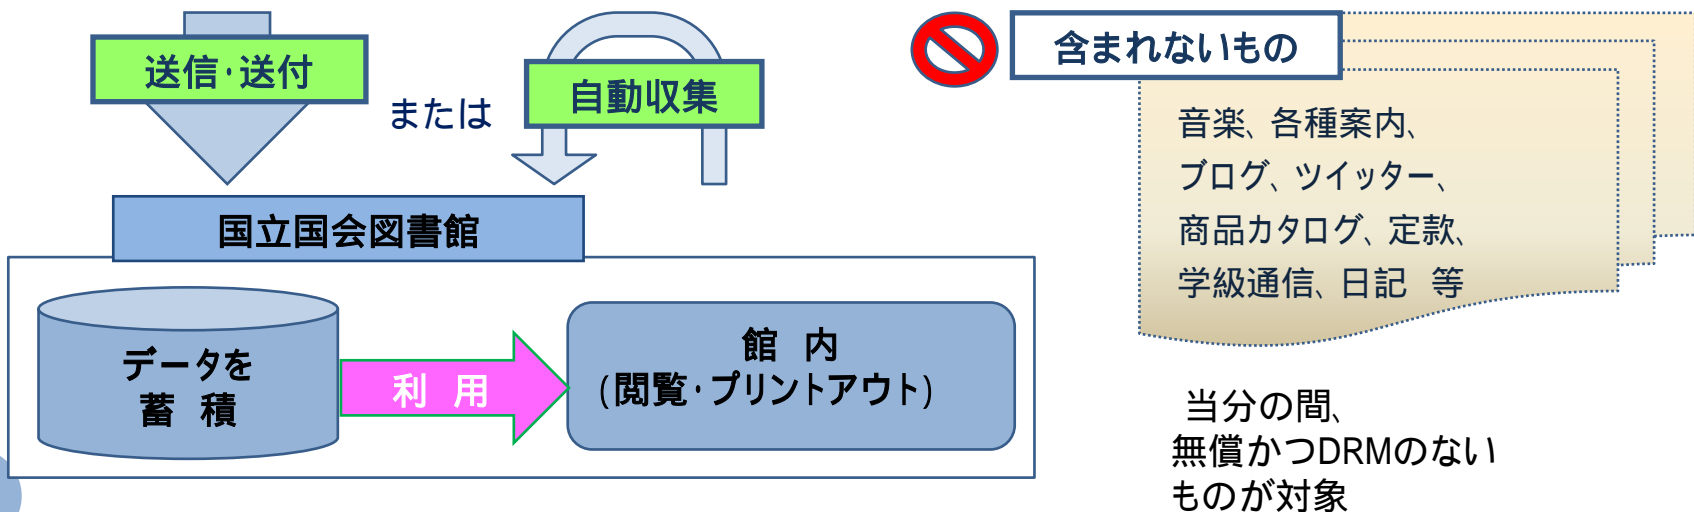 送信・送付
または
自動収集
国立国会図書館
データを
蓄 積
利 用
館 内
(閲覧・プリントアウト)
含まれないもの
音楽、各種案内、
ブログ、ツイッター、
商品カタログ、定款、
学級通信、日記 等
当分の間、
無償かつDRMのない
ものが対象